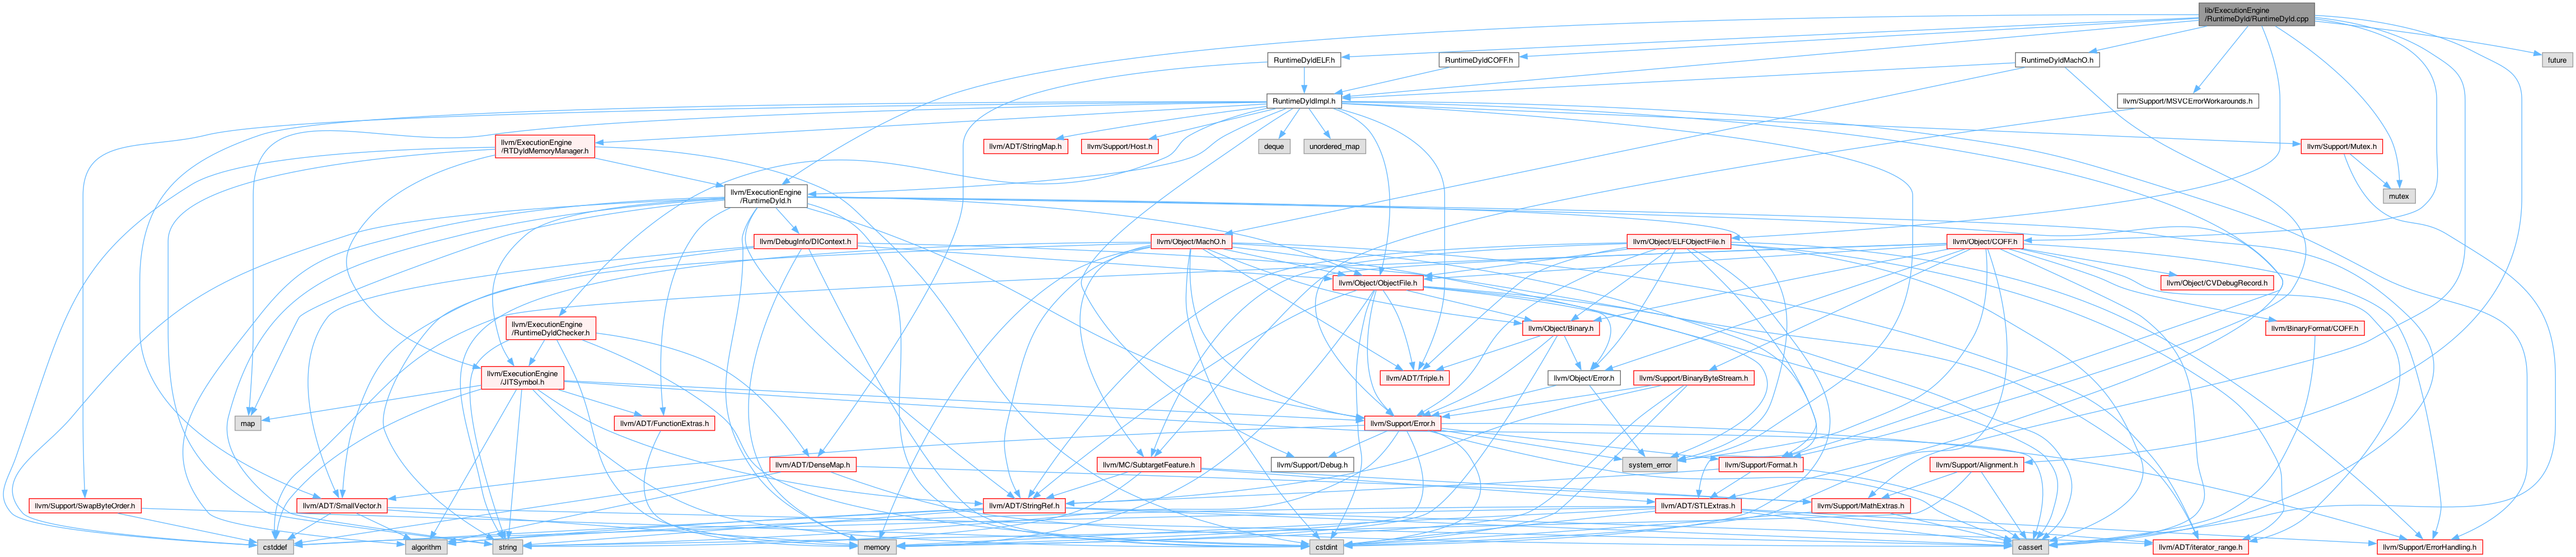 lib/ExecutionEngine
/RuntimeDyld/RuntimeDyld.cpp
RuntimeDyldELF.h
RuntimeDyldCOFF.h
RuntimeDyldMachO.h
future
RuntimeDyldImpl.h
llvm/Support/MSVCErrorWorkarounds.h
llvm/ExecutionEngine
/RTDyldMemoryManager.h
llvm/ADT/StringMap.h
llvm/Support/Host.h
deque
unordered_map
llvm/Support/Mutex.h
llvm/ExecutionEngine
/RuntimeDyld.h
mutex
llvm/DebugInfo/DIContext.h
llvm/Object/MachO.h
llvm/Object/ELFObjectFile.h
llvm/Object/COFF.h
llvm/Object/ObjectFile.h
llvm/Object/CVDebugRecord.h
llvm/ExecutionEngine
/RuntimeDyldChecker.h
llvm/Object/Binary.h
llvm/BinaryFormat/COFF.h
llvm/ExecutionEngine
/JITSymbol.h
llvm/ADT/Triple.h
llvm/Object/Error.h
llvm/Support/BinaryByteStream.h
map
llvm/ADT/FunctionExtras.h
llvm/Support/Error.h
llvm/ADT/DenseMap.h
llvm/MC/SubtargetFeature.h
llvm/Support/Debug.h
system_error
llvm/Support/Format.h
llvm/Support/Alignment.h
llvm/Support/SwapByteOrder.h
llvm/ADT/SmallVector.h
llvm/ADT/StringRef.h
llvm/ADT/STLExtras.h
llvm/Support/MathExtras.h
cstddef
algorithm
string
memory
cstdint
cassert
llvm/ADT/iterator_range.h
llvm/Support/ErrorHandling.h